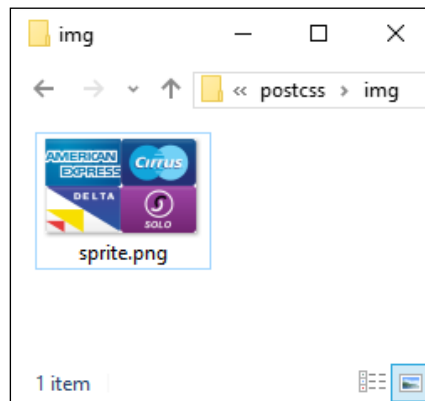 img
« postcss > img
AMERICAN
EXPRESS
Cirrus
DELTA
S
SOLO
sprite.png
1 item